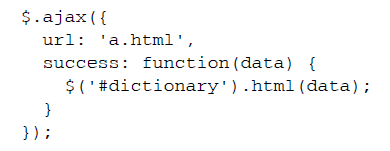 $.ajax({
  url: 'a.html',
  success: function(data) {
    $('#dictionary').html(data);
  }
});